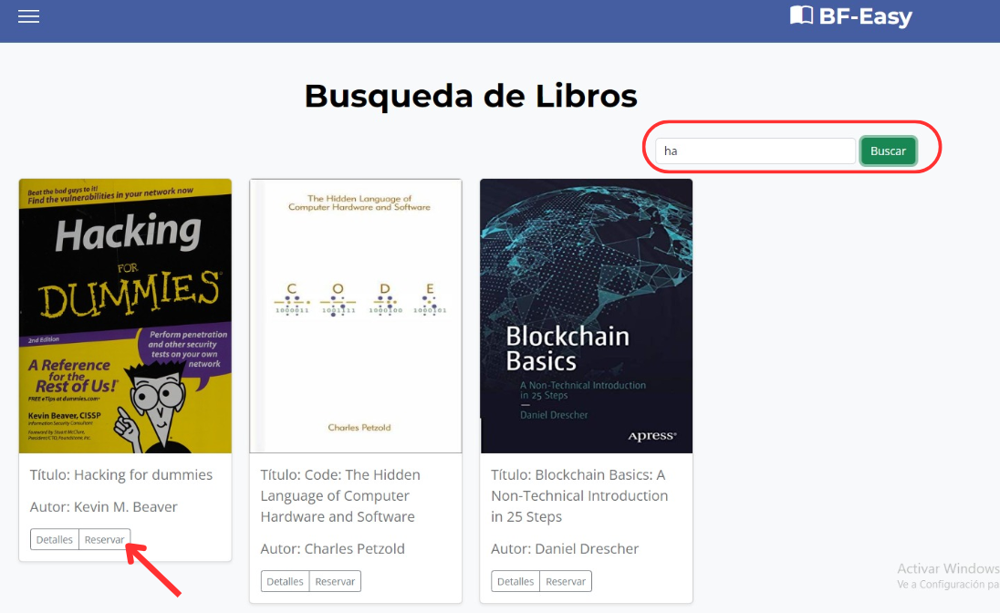 BF-Easy
Busqueda de Libros
ha
Buscar
Beat the bad guys to it!
Find the vulnerabilities in your network now
Hacking
FOR
DUMMIES
2nd Edition
Perform penetration
and other security
tests on your own
network
A Reference
for the
Rest of Us!
FREE eTips at dummies.com
Kevin Beaver, CISSP
Information Security Consultant
Foreword by Stuart McClure,
Título: Hacking for dummies
Autor: Kevin M. Beaver
Detalles
Reservar
The Hidden Language of
Computer Hardware and Software
C O D E
1000011 1001111 1000100 1000101
Charles Petzold
Título: Code: The Hidden
Language of Computer
Hardware and Software
Autor: Charles Petzold
Detalles
Reservar
Blockchain
Basics
A Non-Technical Introduction
in 25 Steps
Daniel Drescher
Apress®
Título: Blockchain Basics: A
Non-Technical Introduction
in 25 Steps
Autor: Daniel Drescher
Detalles
Reservar
Activar Windows
Ve a Configuración pa